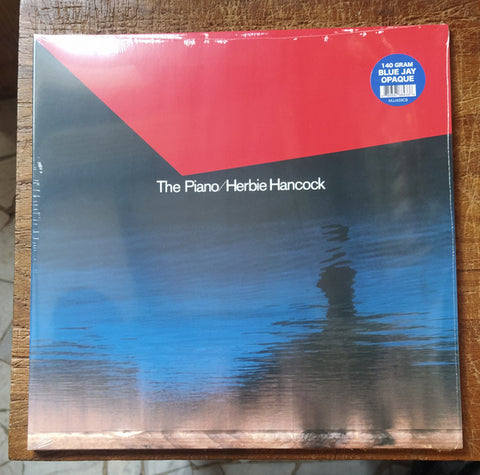 140 GRAM
BLUE JAY
OPAQUE
The Piano/Herbie Hancock